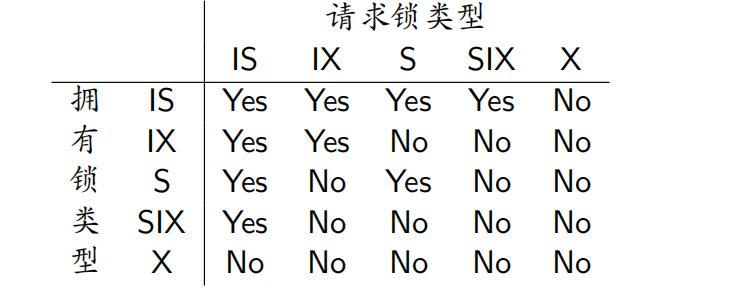 请求锁类型
IS IX S SIX X
拥 IS Yes Yes Yes Yes No
有 IX Yes Yes No No No
锁 S Yes No Yes No No
类 SIX Yes No No No No
型 X No No No No No